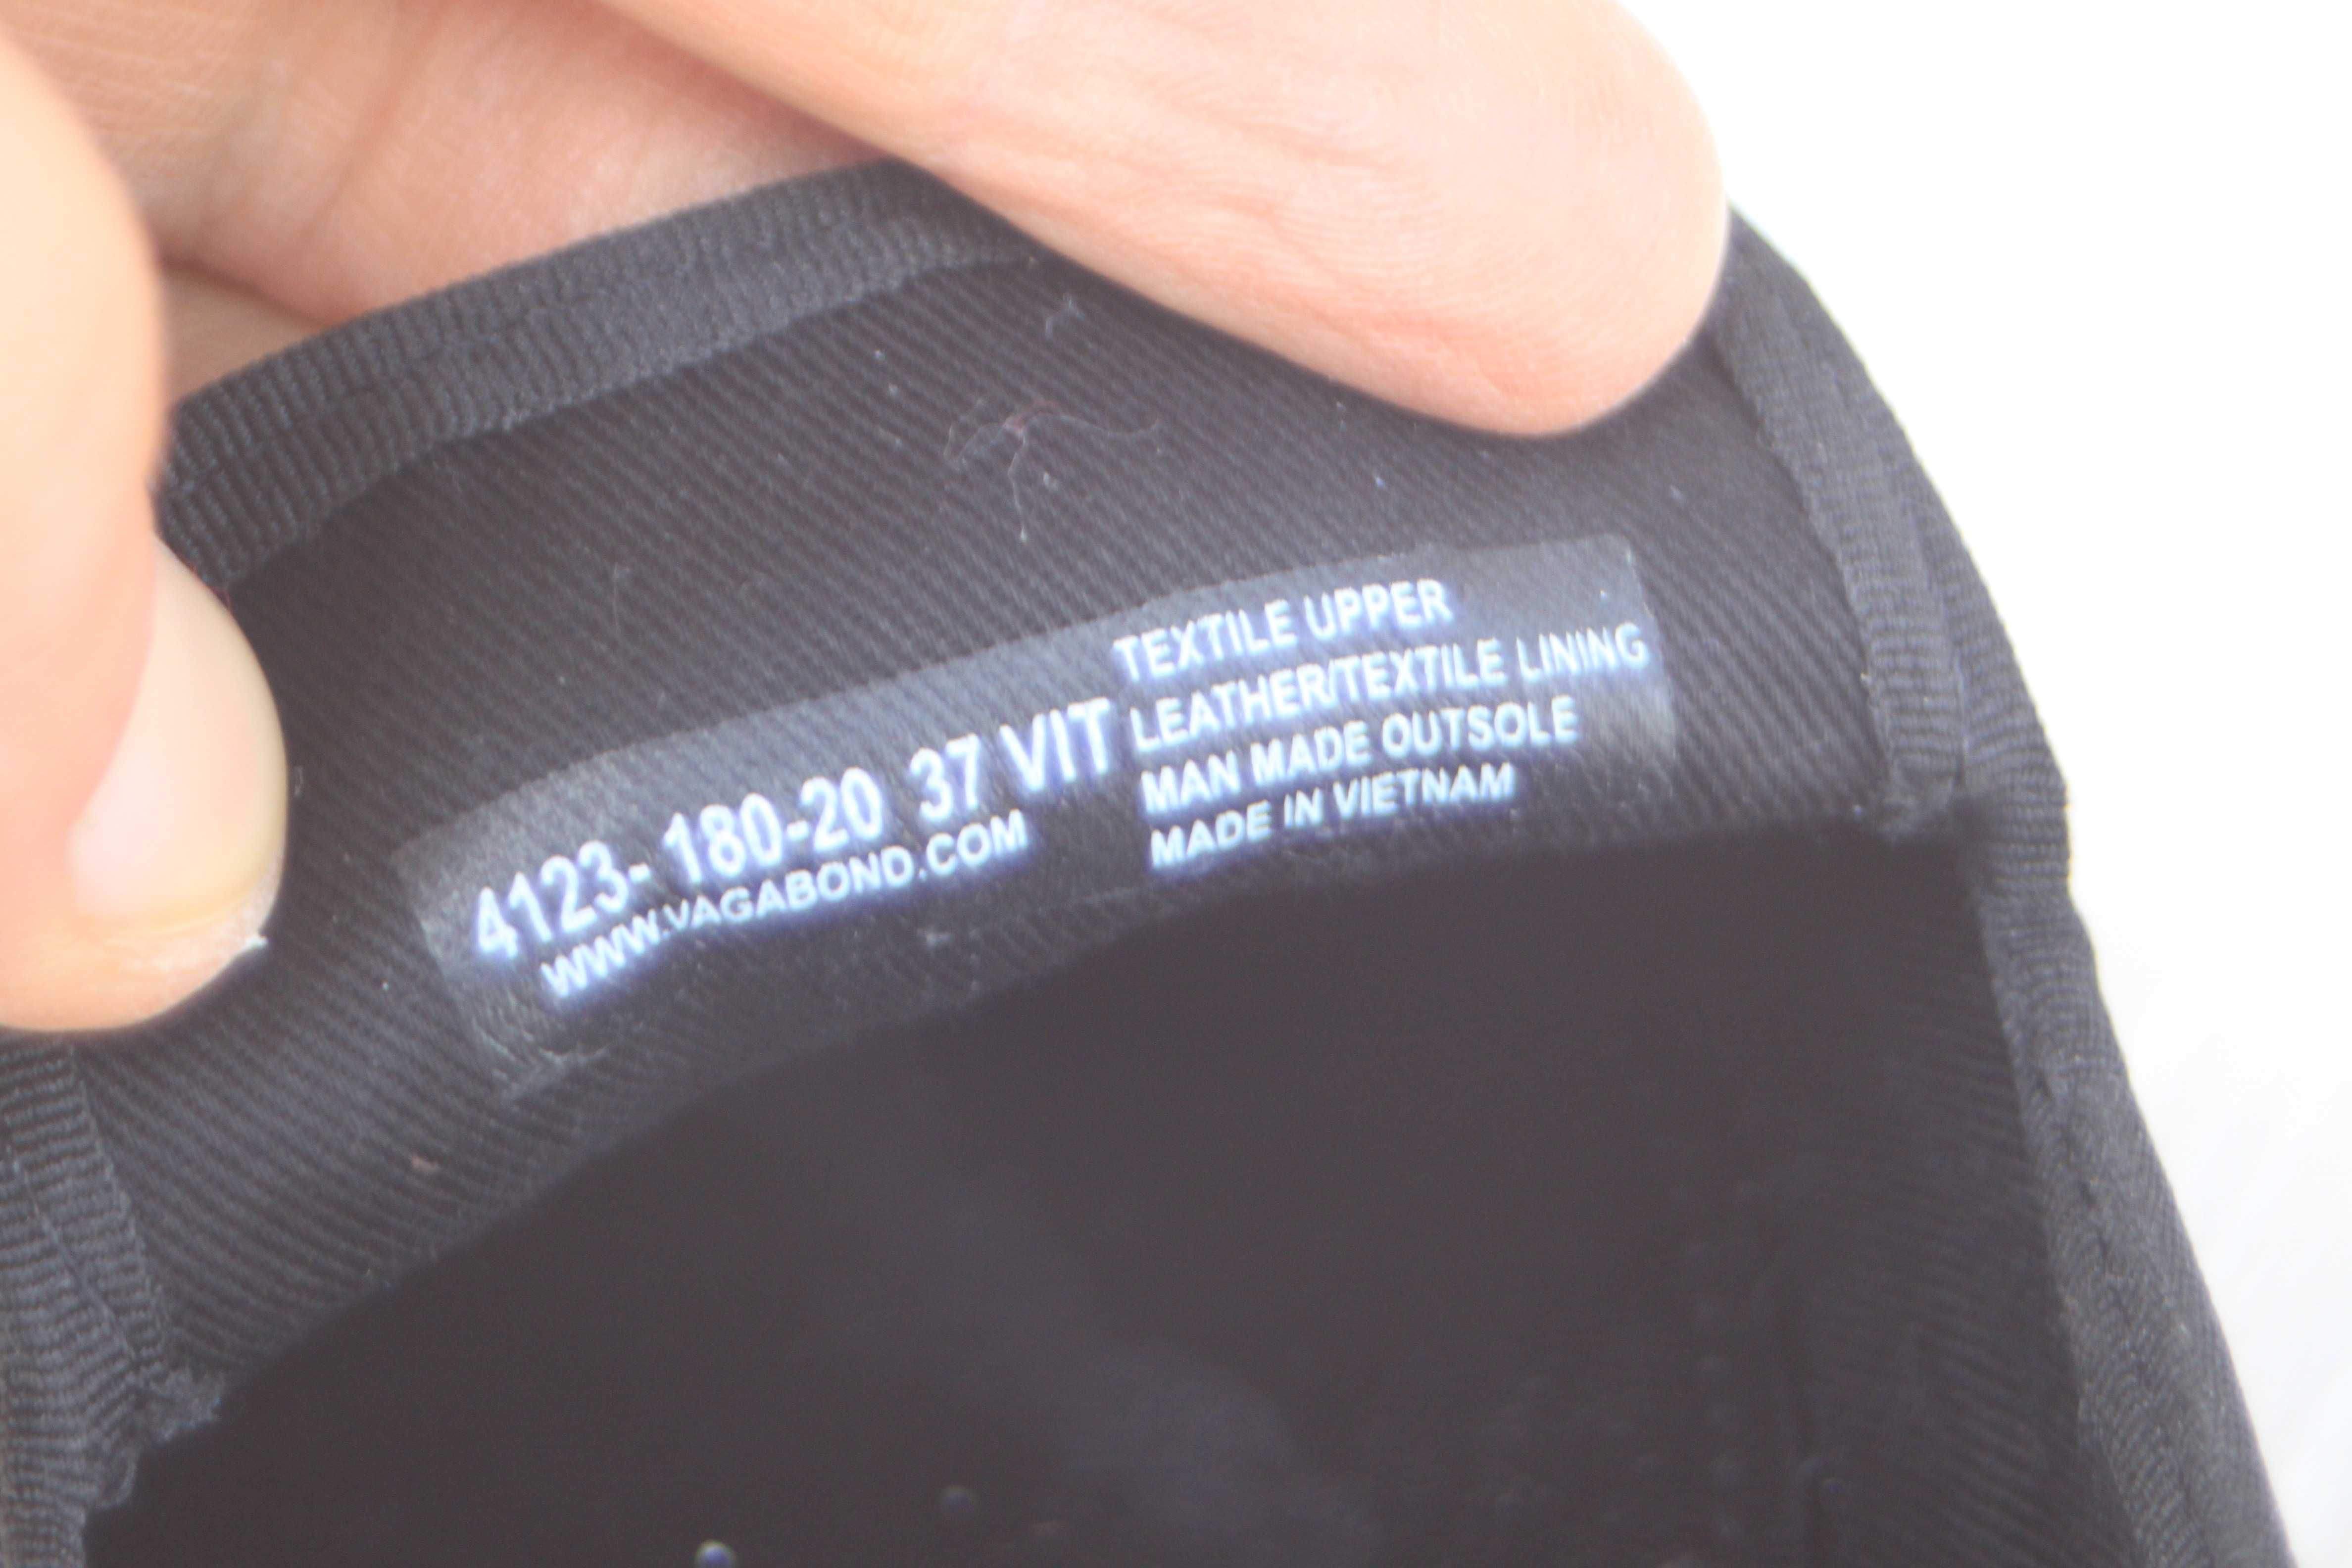 4123- 180-20 37 VIT
WWW.VAGABOND.COM
TEXTILE UPPER
LEATHER/TEXTILE LINING
MAN MADE OUTSOLE
MADE IN VIETNAM